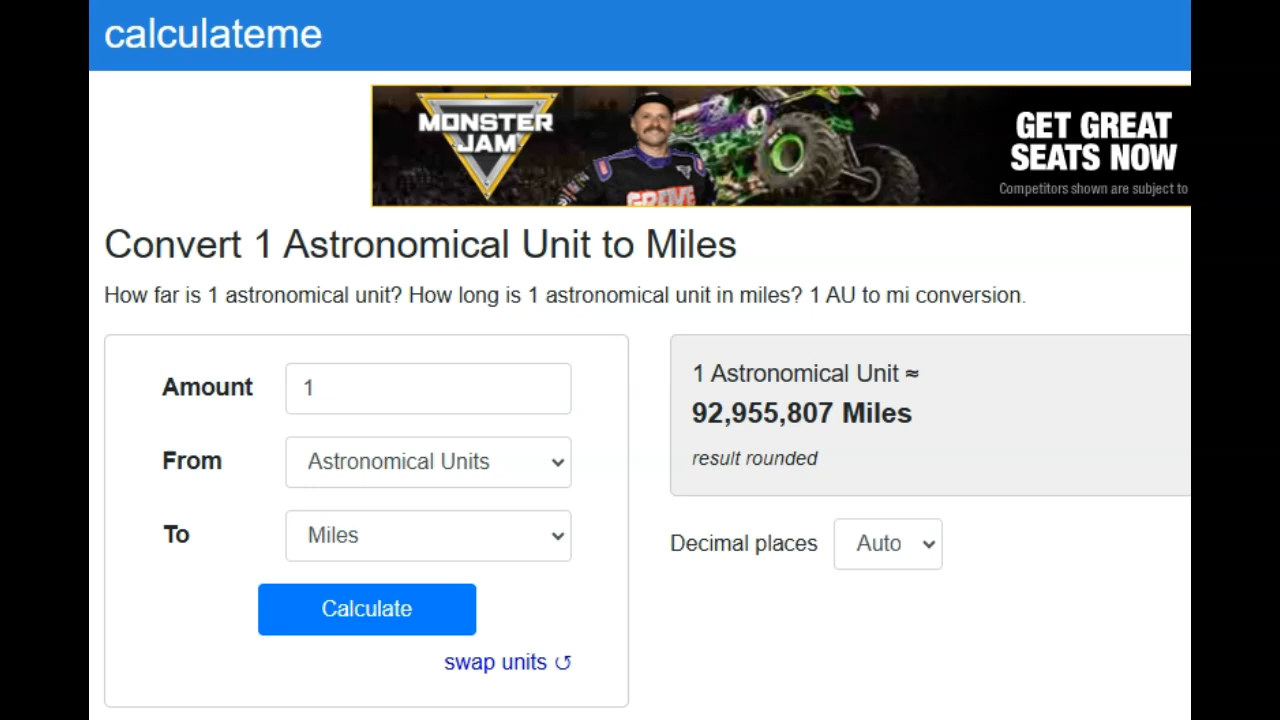 calculateme
MONSTER
JAM
GET GREAT
SEATS NOW
Competitors shown are subject to
Convert 1 Astronomical Unit to Miles
How far is 1 astronomical unit? How long is 1 astronomical unit in miles? 1 AU to mi conversion.
Amount 1
From Astronomical Units
To Miles
Calculate
swap units ↺
1 Astronomical Unit ≈
92,955,807 Miles
result rounded
Decimal places Auto